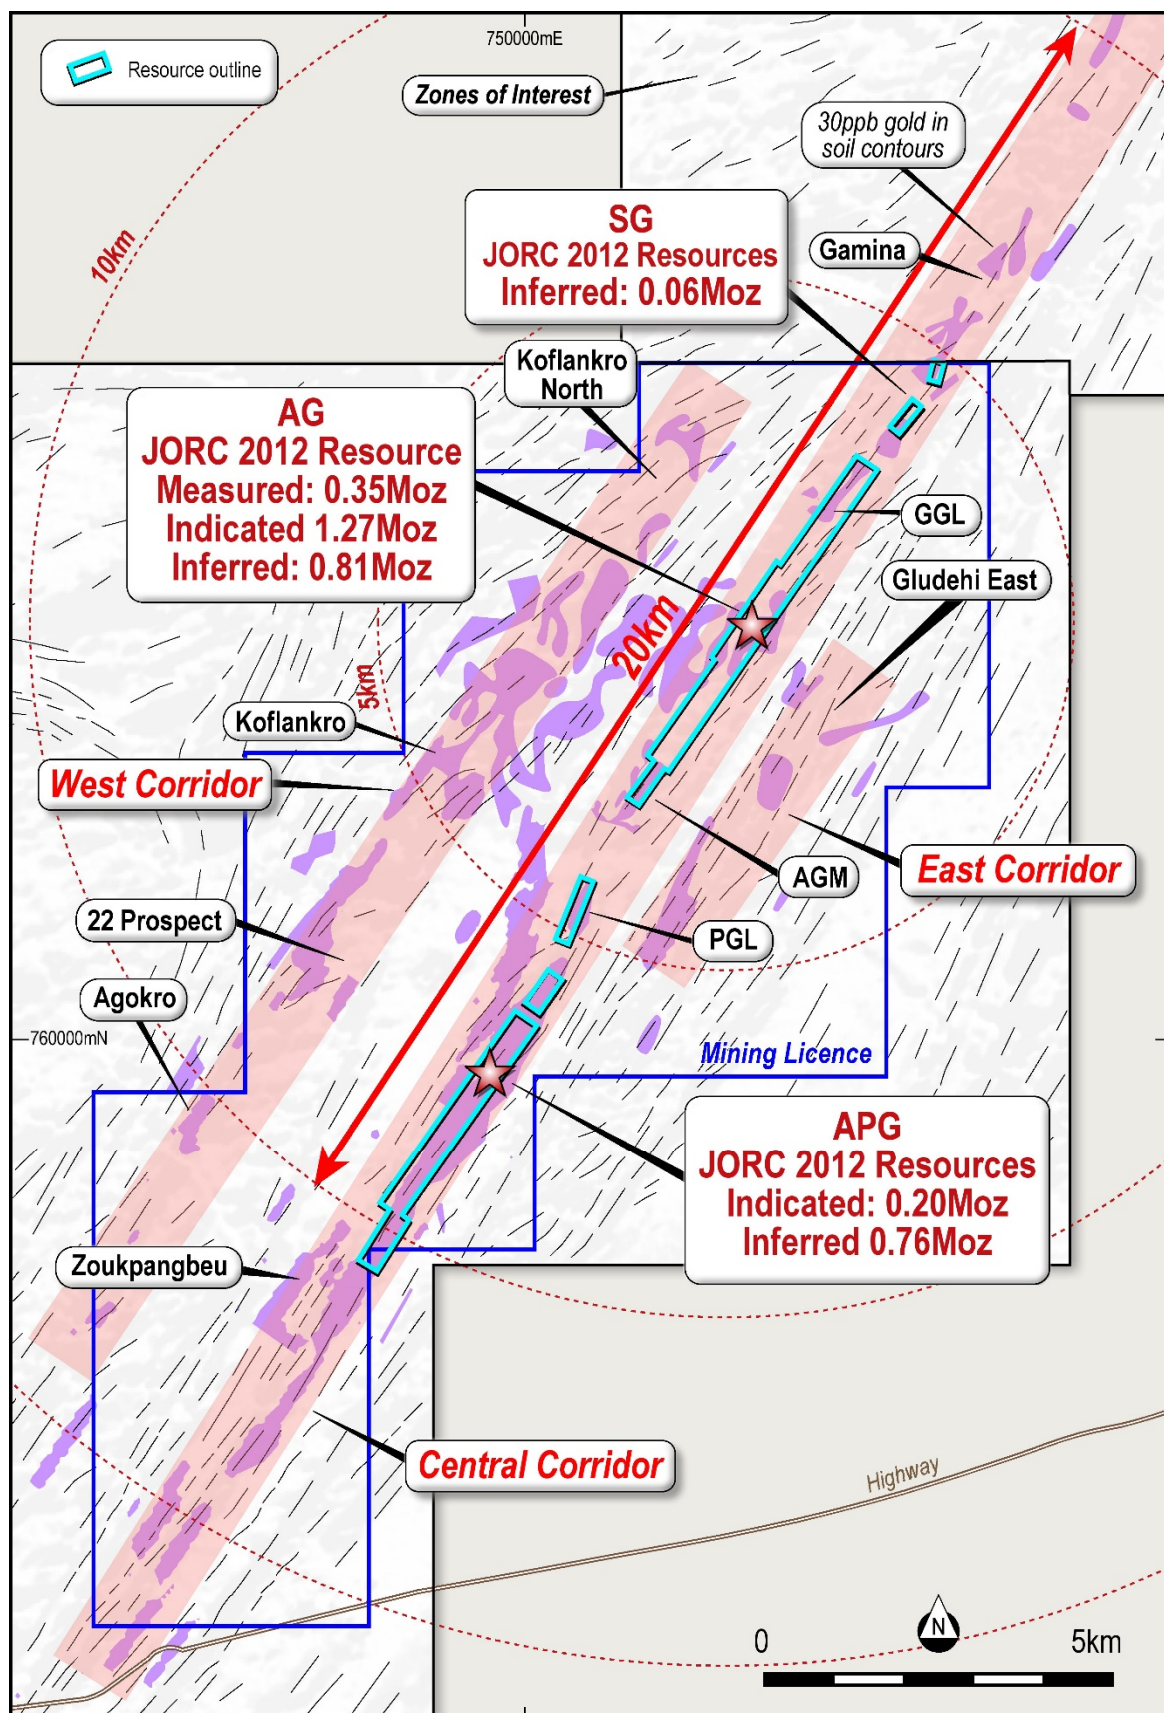 750000mE
Resource outline
Zones of Interest
30ppb gold in
soil contours
SG
JORC 2012 Resources
Inferred: 0.06Moz
Gamina
10km
Koflankro
North
AG
JORC 2012 Resource
Measured: 0.35Moz
Indicated 1.27Moz
Inferred: 0.81Moz
GGL
Gludehi East
20km
5km
Koflankro
West Corridor
AGM
East Corridor
22 Prospect
PGL
Agokro
760000mN
Mining Licence
APG
JORC 2012 Resources
Indicated: 0.20Moz
Inferred 0.76Moz
Zoukpangbeu
Central Corridor
Highway
N
0 5km